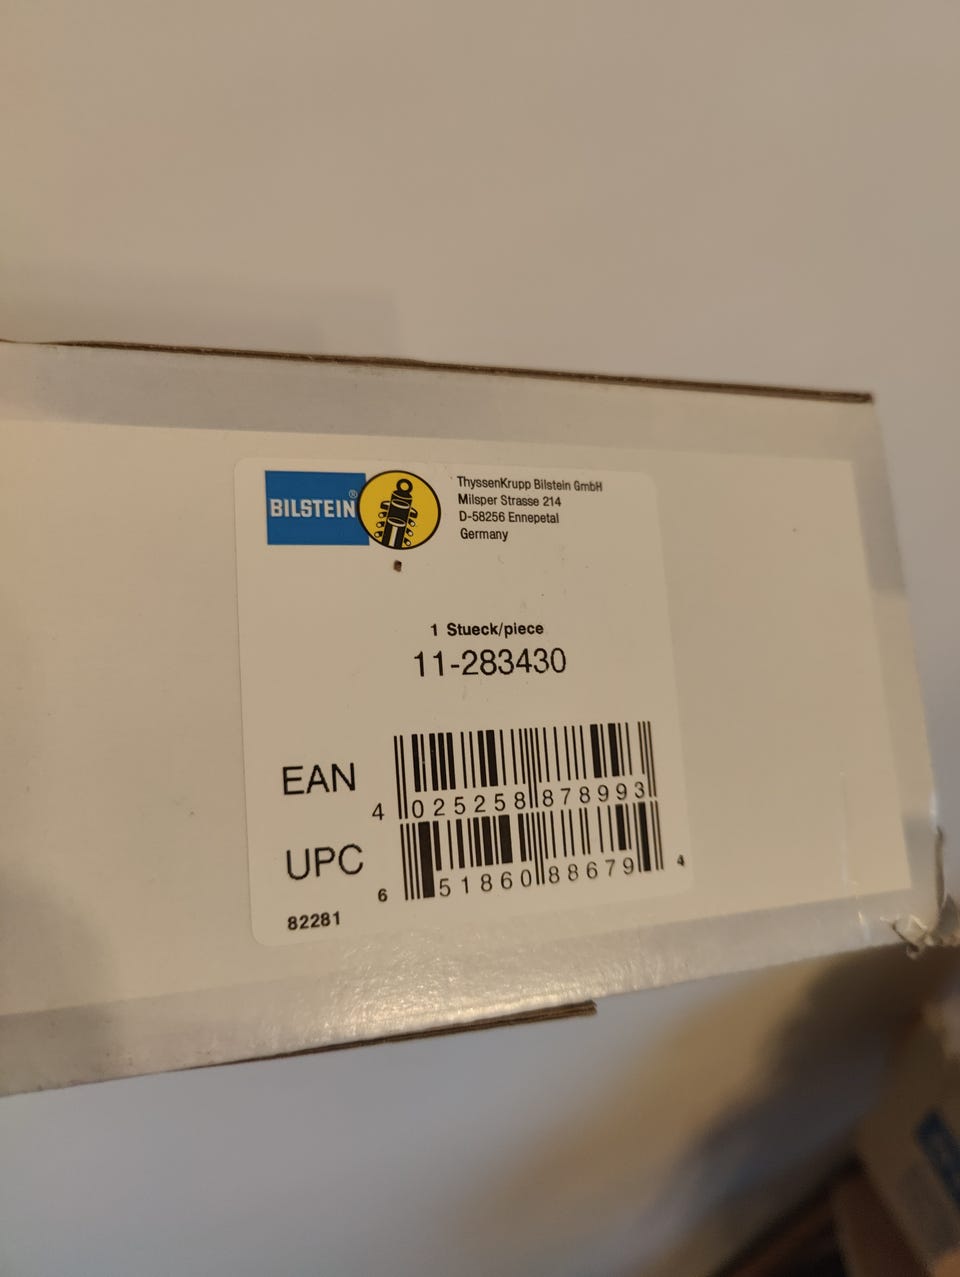 BILSTEIN®
ThyssenKrupp Bilstein GmbH
Milsper Strasse 214
D-58256 Ennepetal
Germany
1 Stueck/piece
11-283430
EAN
4 025258 878993
UPC
6 51860 88679 4
82281